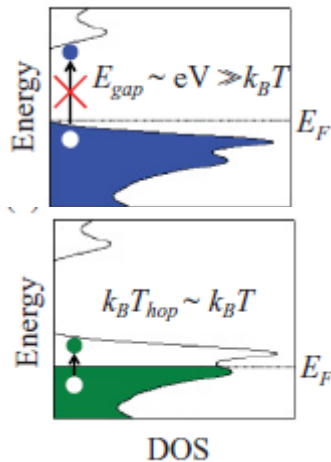 E_gap ~ eV ≫ k_BT
Energy
E_F
k_BT_hop ~ k_BT
Energy
E_F
DOS